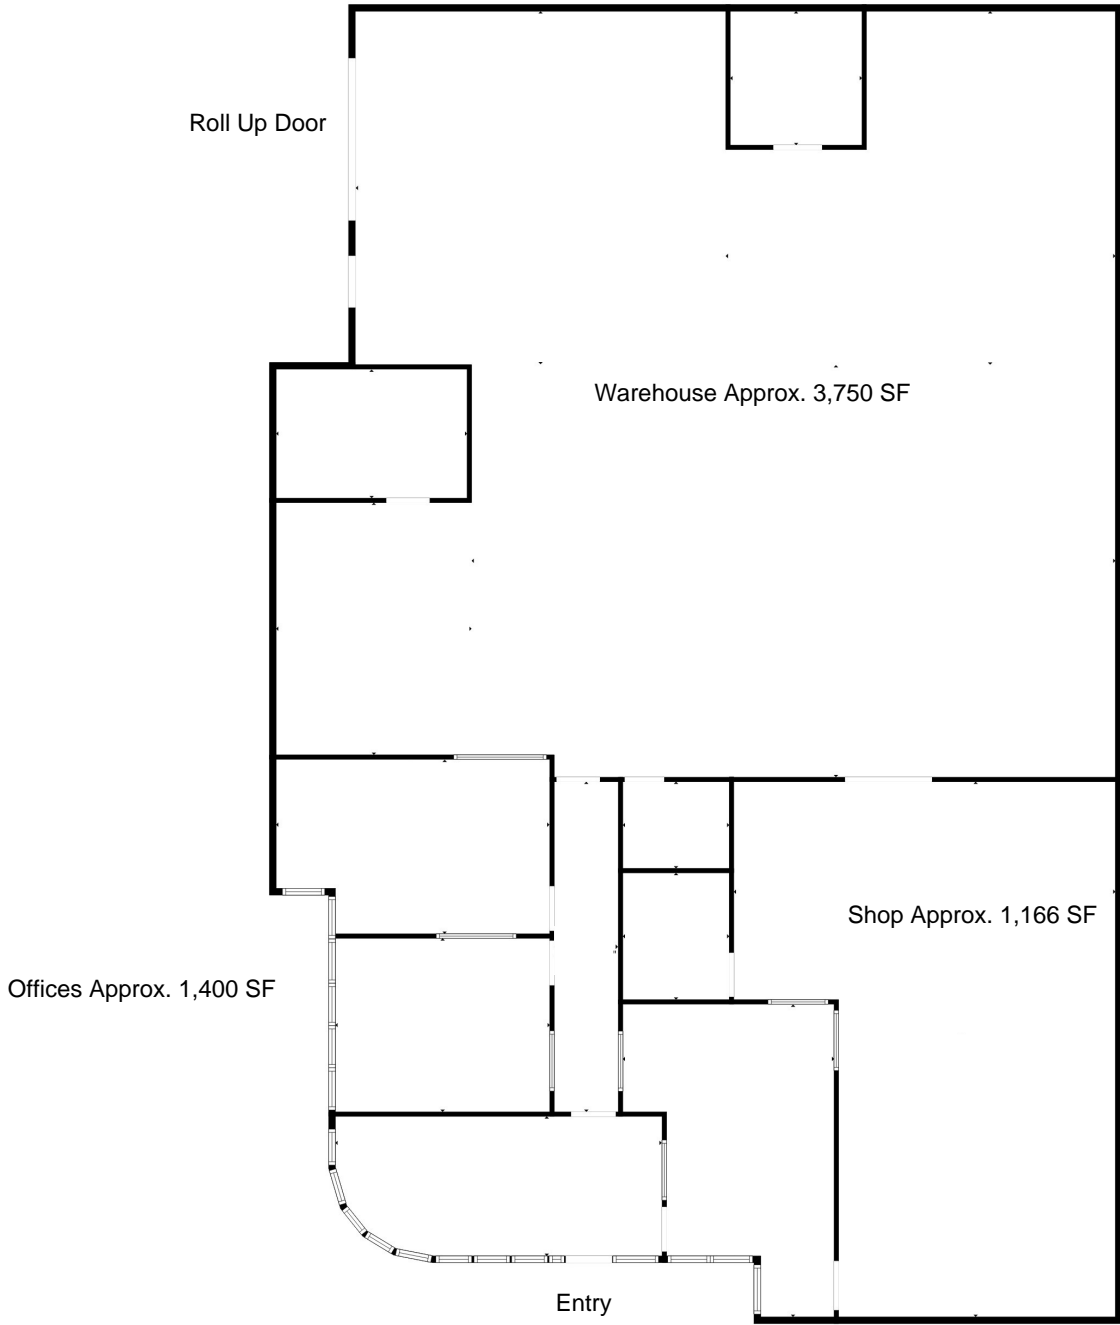 Roll Up Door
Warehouse Approx. 3,750 SF
Shop Approx. 1,166 SF
Offices Approx. 1,400 SF
Entry